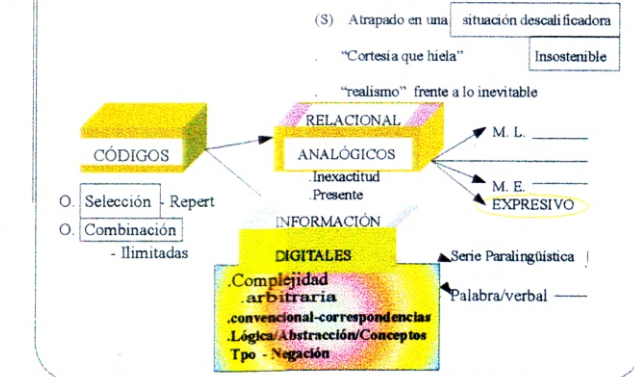 (S) Atrapado en una situación descalificadora
. "Cortesía que hiela" Insostenible
. "realismo" frente a lo inevitable
RELACIONAL
CÓDIGOS
ANALÓGICOS
M. L.
.Inexactitud
.Presente
M. E.
EXPRESIVO
O. Selección - Repert
O. Combinación
- Ilimitadas
INFORMACIÓN
DIGITALES
Serie Paralingüística
.Complejidad
.arbitraria
Palabra/verbal
.convencional-correspondencias
.Lógica/Abstracción/Conceptos
Tpo - Negación